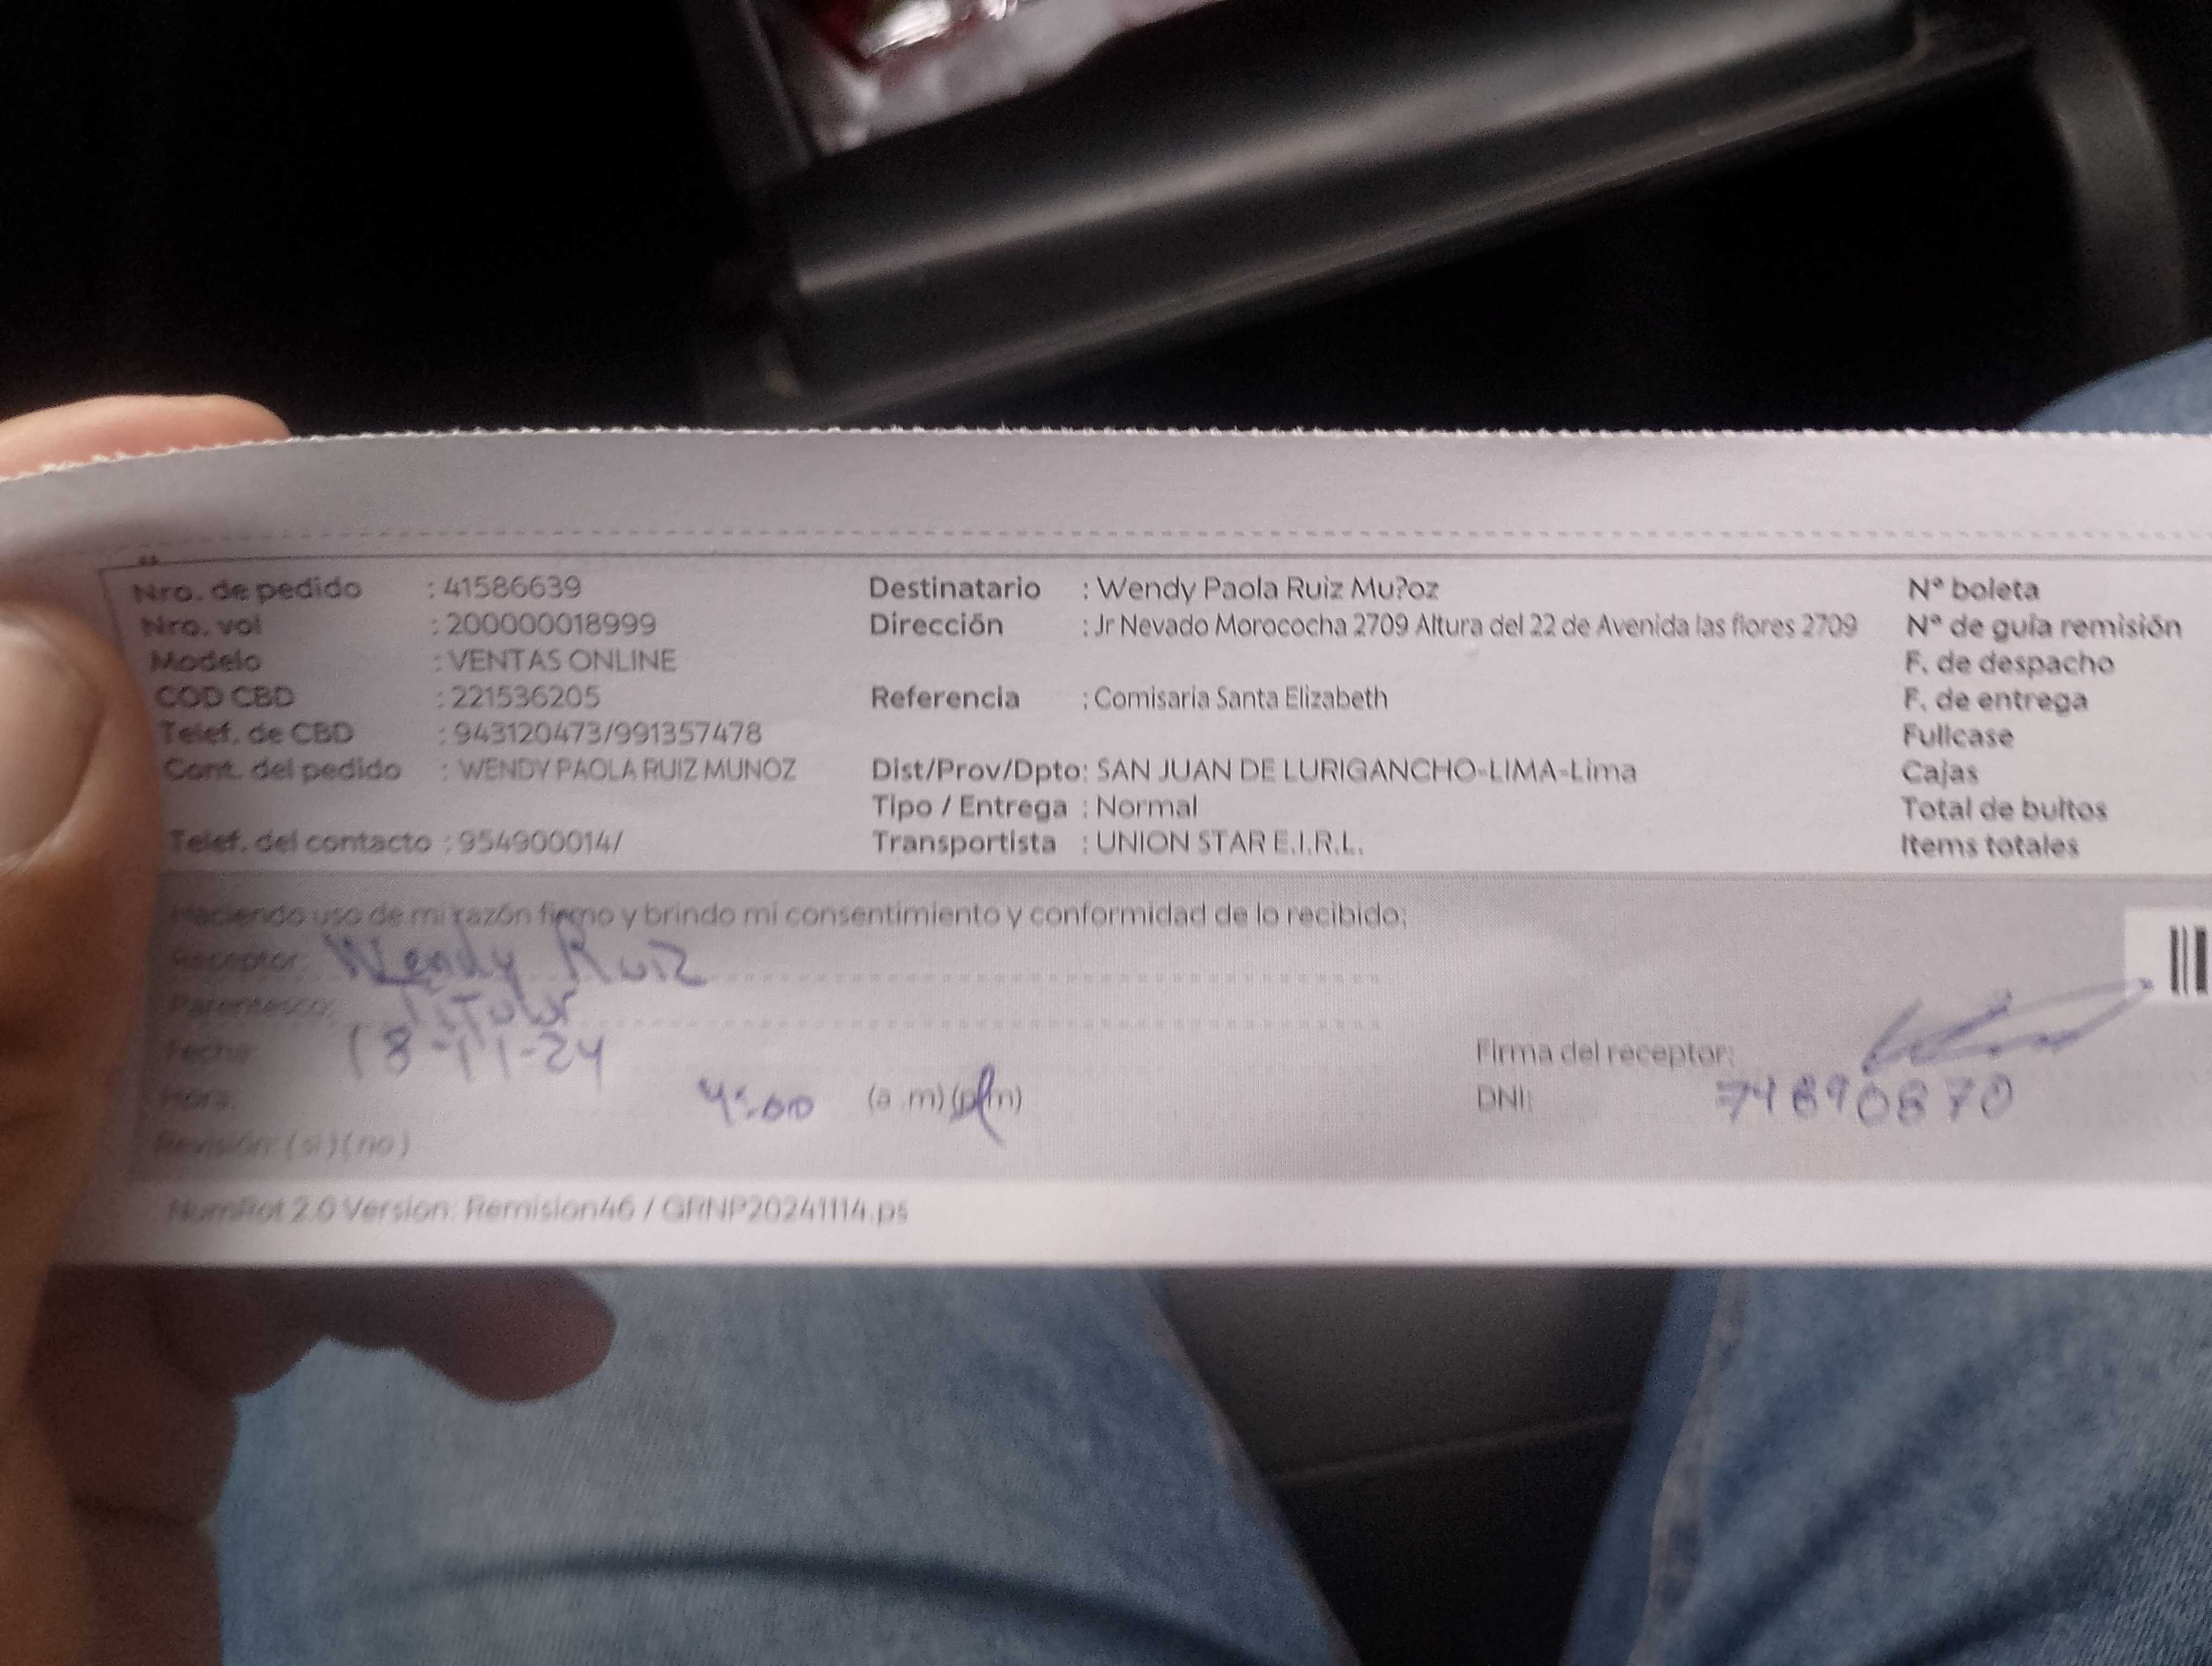 Nro. de pedido : 41586639 Destinatario : Wendy Paola Ruiz Mu?oz Nº boleta
Nro. vol : 200000018999 Dirección : Jr Nevado Morococha 2709 Altura del 22 de Avenida las flores 2709 Nº de guía remisión
Modelo : VENTAS ONLINE F. de despacho
COD CBD : 221536205 Referencia : Comisaria Santa Elizabeth F. de entrega
Telef. de CBD : 943120473/991357478 Fullcase
Cont. del pedido : WENDY PAOLA RUIZ MUNOZ Dist/Prov/Dpto: SAN JUAN DE LURIGANCHO-LIMA-Lima Cajas
Tipo / Entrega : Normal Total de bultos
Telef. del contacto : 954900014/ Transportista : UNION STAR E.I.R.L. Items totales
Haciendo uso de mi razón firmo y brindo mi consentimiento y conformidad de lo recibido:
Receptor: Wendy Ruiz
Parentesco: Titular
Fecha: 18-11-24 Firma del receptor:
Hora: 4:00 (a .m) (p.m) DNI: 74890870
Revisión: (si) (no)
NumRot 2.0 Version: Remision46 / GRNP20241114.ps